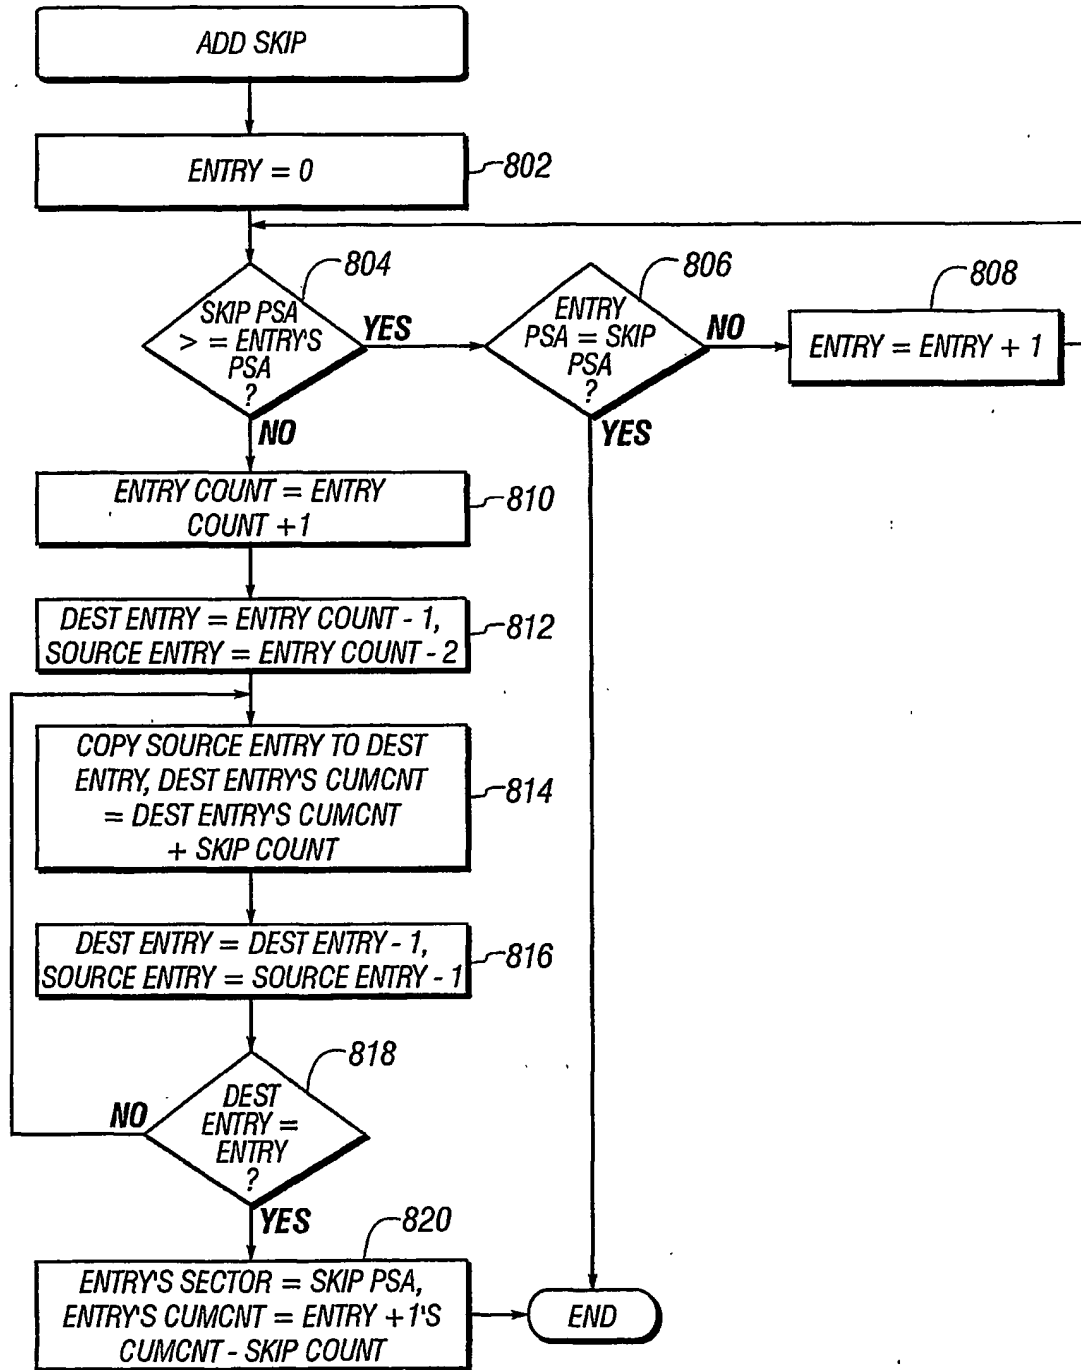 ADD SKIP
ENTRY = 0
802
804
SKIP PSA
> = ENTRY'S
PSA
?
YES
NO
806
ENTRY
PSA = SKIP
PSA
?
NO
YES
808
ENTRY = ENTRY + 1
ENTRY COUNT = ENTRY
COUNT +1
810
DEST ENTRY = ENTRY COUNT - 1,
SOURCE ENTRY = ENTRY COUNT - 2
812
COPY SOURCE ENTRY TO DEST
ENTRY, DEST ENTRY'S CUMCNT
= DEST ENTRY'S CUMCNT
+ SKIP COUNT
814
DEST ENTRY = DEST ENTRY - 1,
SOURCE ENTRY = SOURCE ENTRY - 1
816
818
DEST
ENTRY =
ENTRY
?
NO
YES
820
ENTRY'S SECTOR = SKIP PSA,
ENTRY'S CUMCNT = ENTRY +1'S
CUMCNT - SKIP COUNT
END